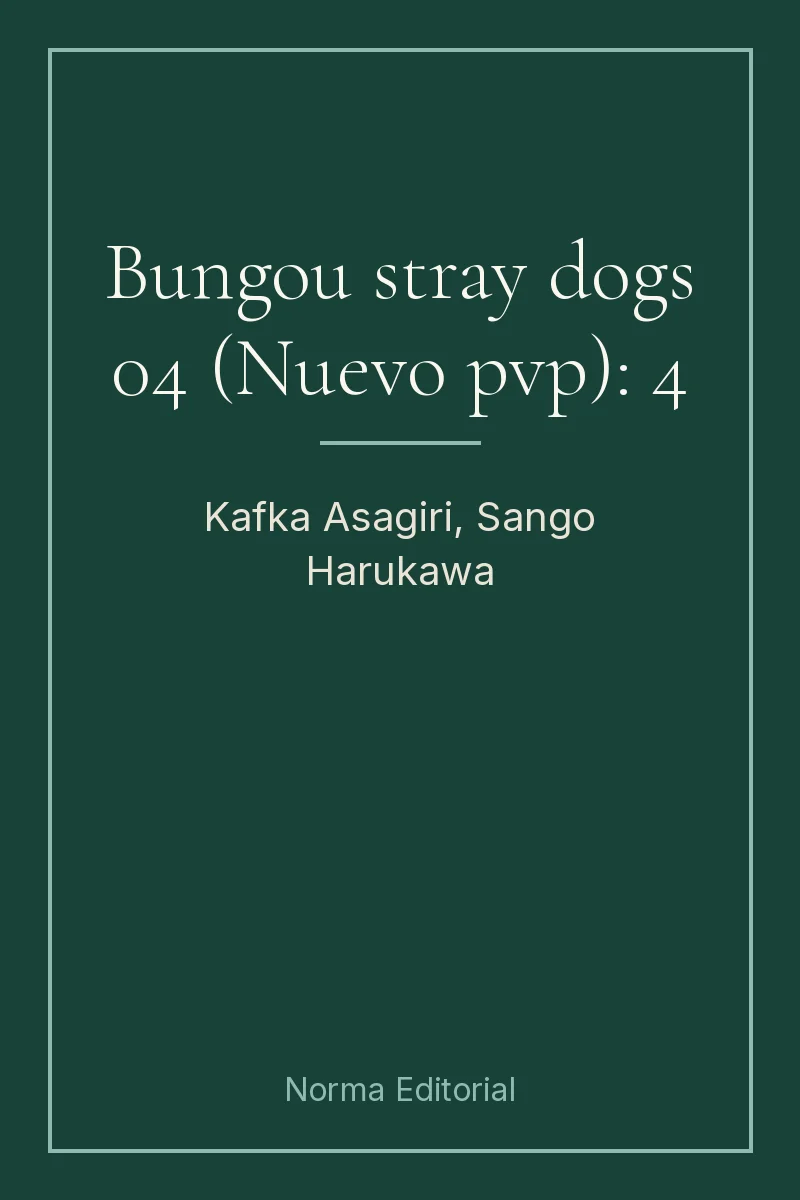 Bungou stray dogs
04 (Nuevo pvp): 4
Kafka Asagiri, Sango
Harukawa
Norma Editorial